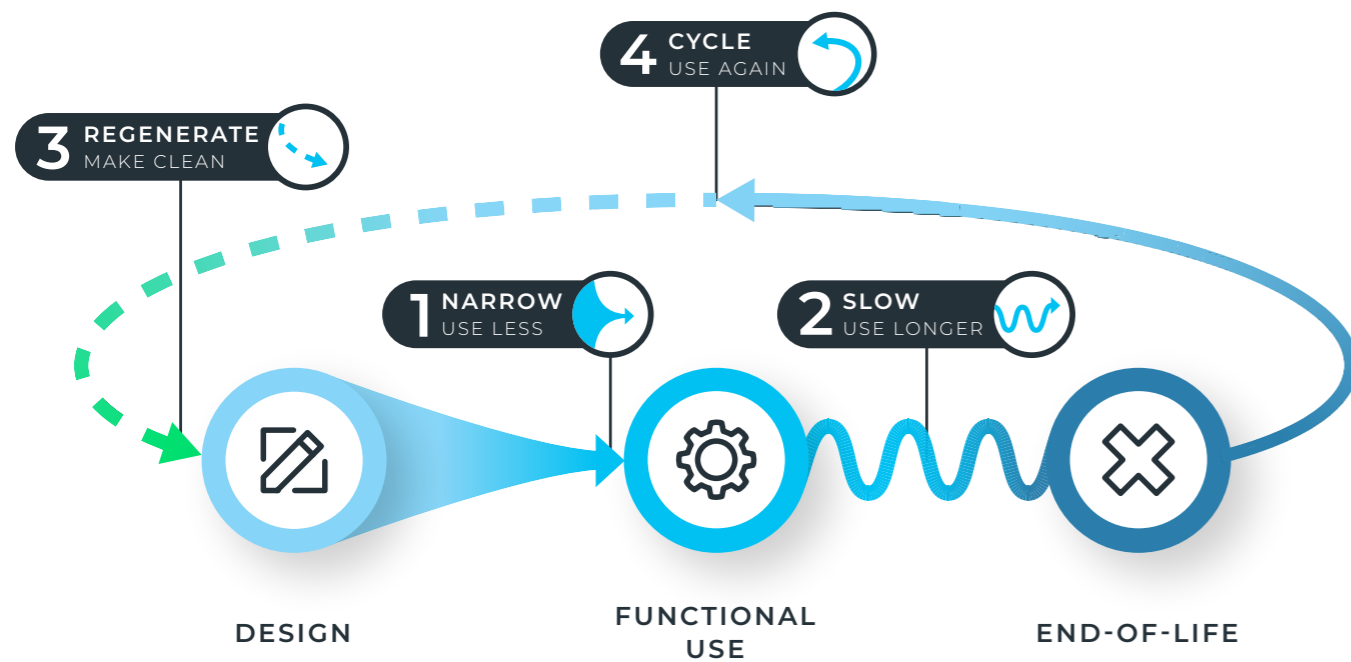 4 CYCLE
USE AGAIN
3 REGENERATE
MAKE CLEAN
1 NARROW
USE LESS
2 SLOW
USE LONGER
DESIGN
FUNCTIONAL
USE
END-OF-LIFE